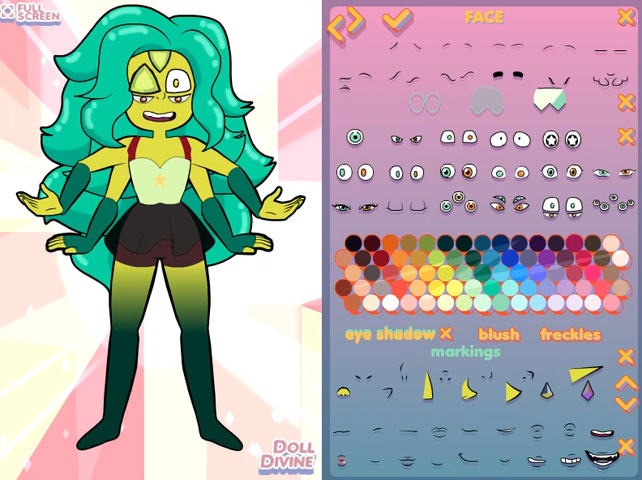 FULL
SCREEN
FACE
eye shadow
blush
freckles
markings
DOLL
DIVINE